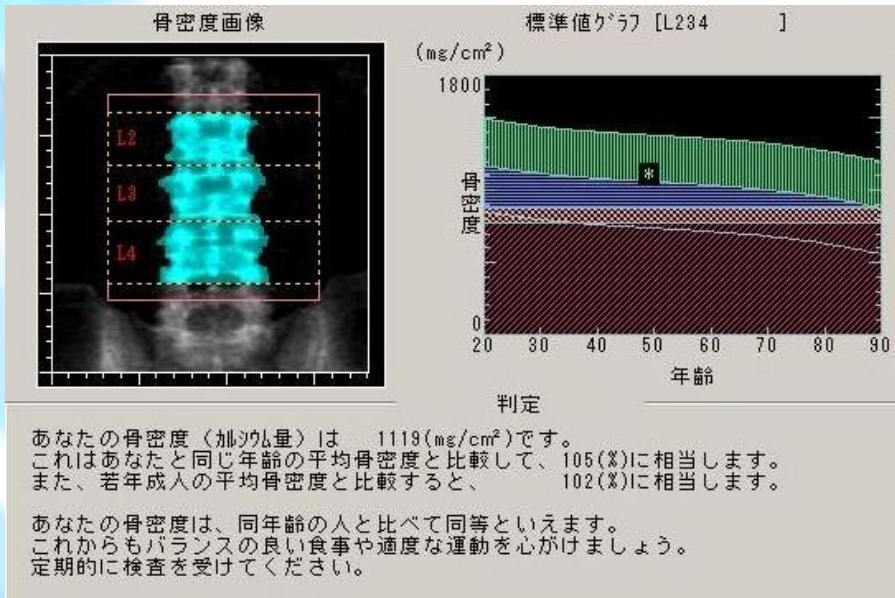 骨密度画像
L2
L3
L4
標準値ｸﾞﾗﾌ [L234 ]
(mg/cm²)
1800
骨密度
0
20 30 40 50 60 70 80 90
年齢
*
判定
あなたの骨密度（ｶﾙｼｳﾑ量）は 1119(mg/cm²)です。
これはあなたと同じ年齢の平均骨密度と比較して、105(%)に相当します。
また、若年成人の平均骨密度と比較すると、 102(%)に相当します。
あなたの骨密度は、同年齢の人と比べて同等といえます。
これからもバランスの良い食事や適度な運動を心がけましょう。
定期的に検査を受けてください。